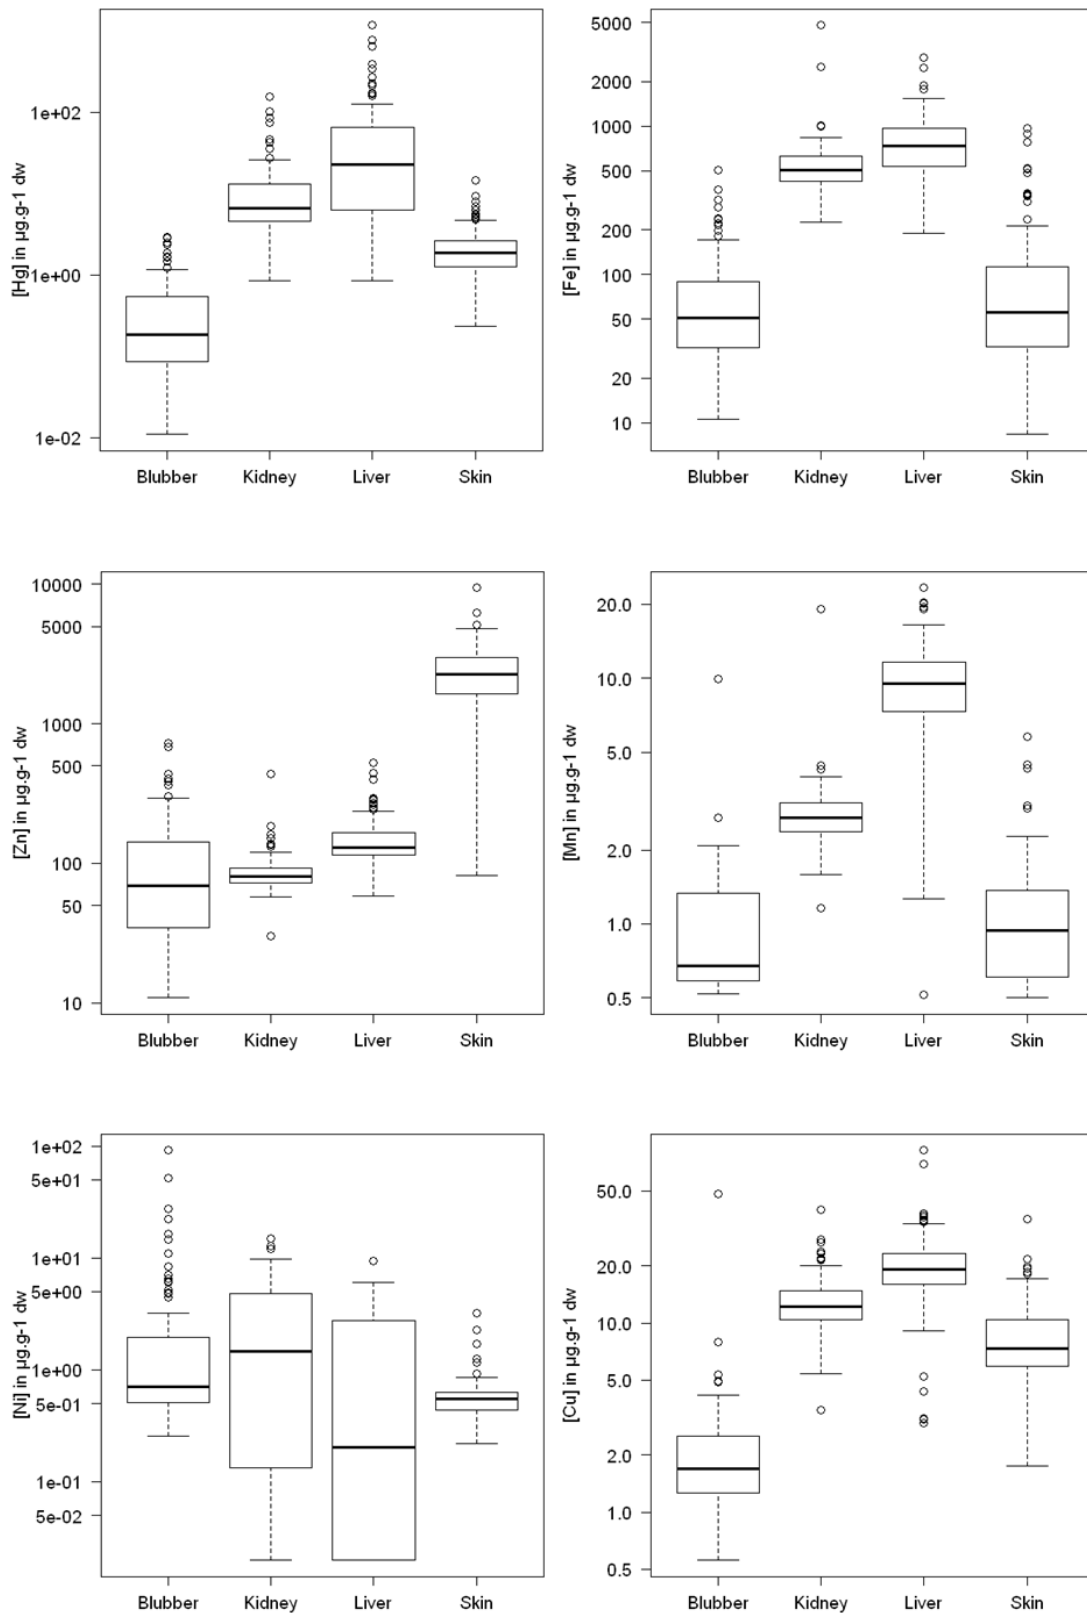 [Hg] in µg.g-1 dw
1e+02
1e+00
1e-02
Blubber Kidney Liver Skin
[Fe] in µg.g-1 dw
5000
2000
1000
500
200
100
50
20
10
Blubber Kidney Liver Skin
[Zn] in µg.g-1 dw
10000
5000
1000
500
100
50
10
Blubber Kidney Liver Skin
[Mn] in µg.g-1 dw
20.0
10.0
5.0
2.0
1.0
0.5
Blubber Kidney Liver Skin
[Ni] in µg.g-1 dw
1e+02
5e+01
1e+01
5e+00
1e+00
5e-01
1e-01
5e-02
Blubber Kidney Liver Skin
[Cu] in µg.g-1 dw
50.0
20.0
10.0
5.0
2.0
1.0
0.5
Blubber Kidney Liver Skin